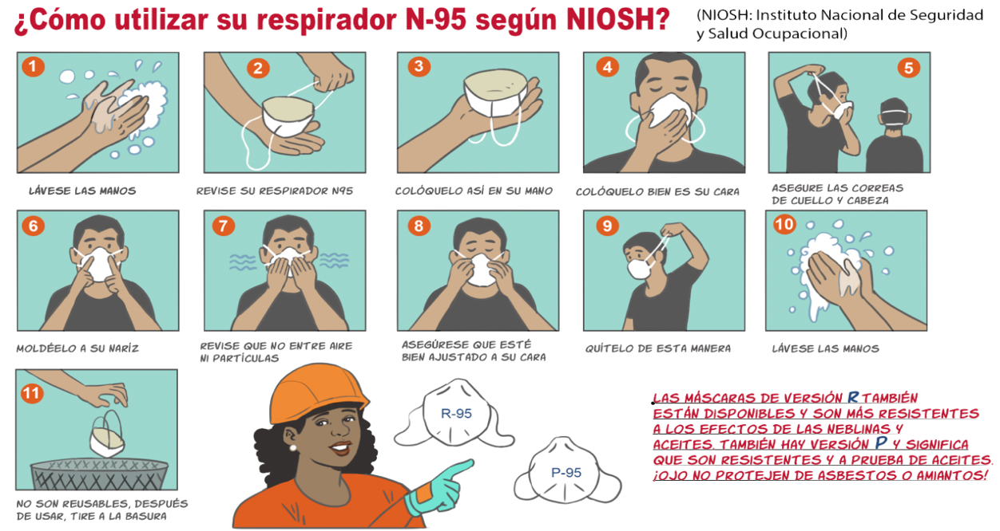 ¿Cómo utilizar su respirador N-95 según NIOSH?
(NIOSH: Instituto Nacional de Seguridad
y Salud Ocupacional)
1
LÁVESE LAS MANOS
2
REVISE SU RESPIRADOR N95
3
COLÓQUELO ASÍ EN SU MANO
4
COLÓQUELO BIEN ES SU CARA
5
ASEGURE LAS CORREAS
DE CUELLO Y CABEZA
6
MOLDÉELO A SU NARÍZ
7
REVISE QUE NO ENTRE AIRE
NI PARTÍCULAS
8
ASEGÚRESE QUE ESTÉ
BIEN AJUSTADO A SU CARA
9
QUÍTELO DE ESTA MANERA
10
LÁVESE LAS MANOS
11
NO SON REUSABLES, DESPUÉS
DE USAR, TIRE A LA BASURA
R-95
P-95
LAS MÁSCARAS DE VERSIÓN R TAMBIÉN
ESTÁN DISPONIBLES Y SON MÁS RESISTENTES
A LOS EFECTOS DE LAS NEBLINAS Y
ACEITES. TAMBIÉN HAY VERSIÓN P Y SIGNIFICA
QUE SON RESISTENTES Y A PRUEBA DE ACEITES.
¡OJO NO PROTEJEN DE ASBESTOS O AMIANTOS!